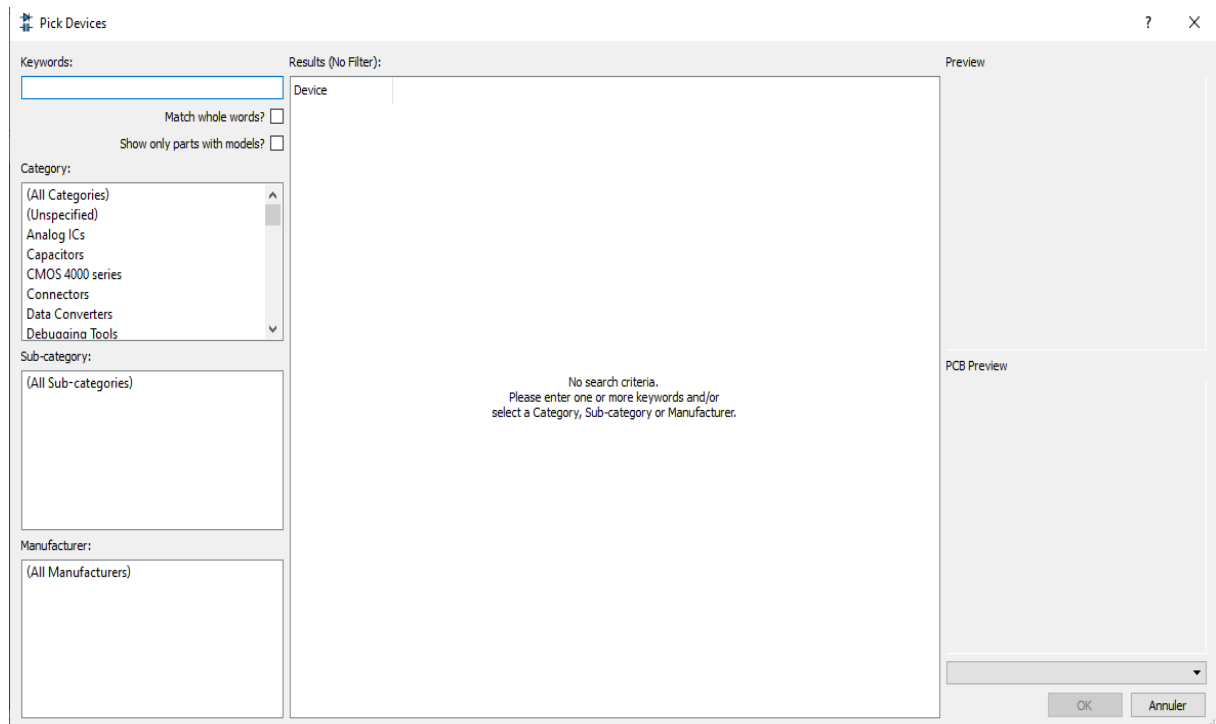 Pick Devices
?
Keywords:
Match whole words?
Show only parts with models?
Category:
(All Categories)
(Unspecified)
Analog ICs
Capacitors
CMOS 4000 series
Connectors
Data Converters
Debugging Tools
Sub-category:
(All Sub-categories)
Manufacturer:
(All Manufacturers)
Results (No Filter):
Device
No search criteria.
Please enter one or more keywords and/or
select a Category, Sub-category or Manufacturer.
Preview
PCB Preview
OK
Annuler